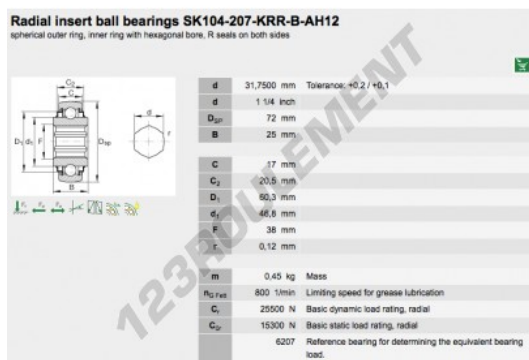 Radial insert ball bearings SK104-207-KRR-B-AH12
spherical outer ring, inner ring with hexagonal bore, R seals on both sides
C2
C
D1 d1 F Dsp
B
d
r
d 31,7500 mm Tolerance: +0,2 / +0,1
d 1 1/4 inch
DSP 72 mm
B 25 mm
C 17 mm
C2 20,5 mm
D1 60,3 mm
d1 46,8 mm
F 38 mm
r 0,12 mm
m 0,45 kg Mass
nG Fett 800 1/min Limiting speed for grease lubrication
Cr 25500 N Basic dynamic load rating, radial
C0r 15300 N Basic static load rating, radial
6207 Reference bearing for determining the equivalent bearing
load.
123ROULEMENT